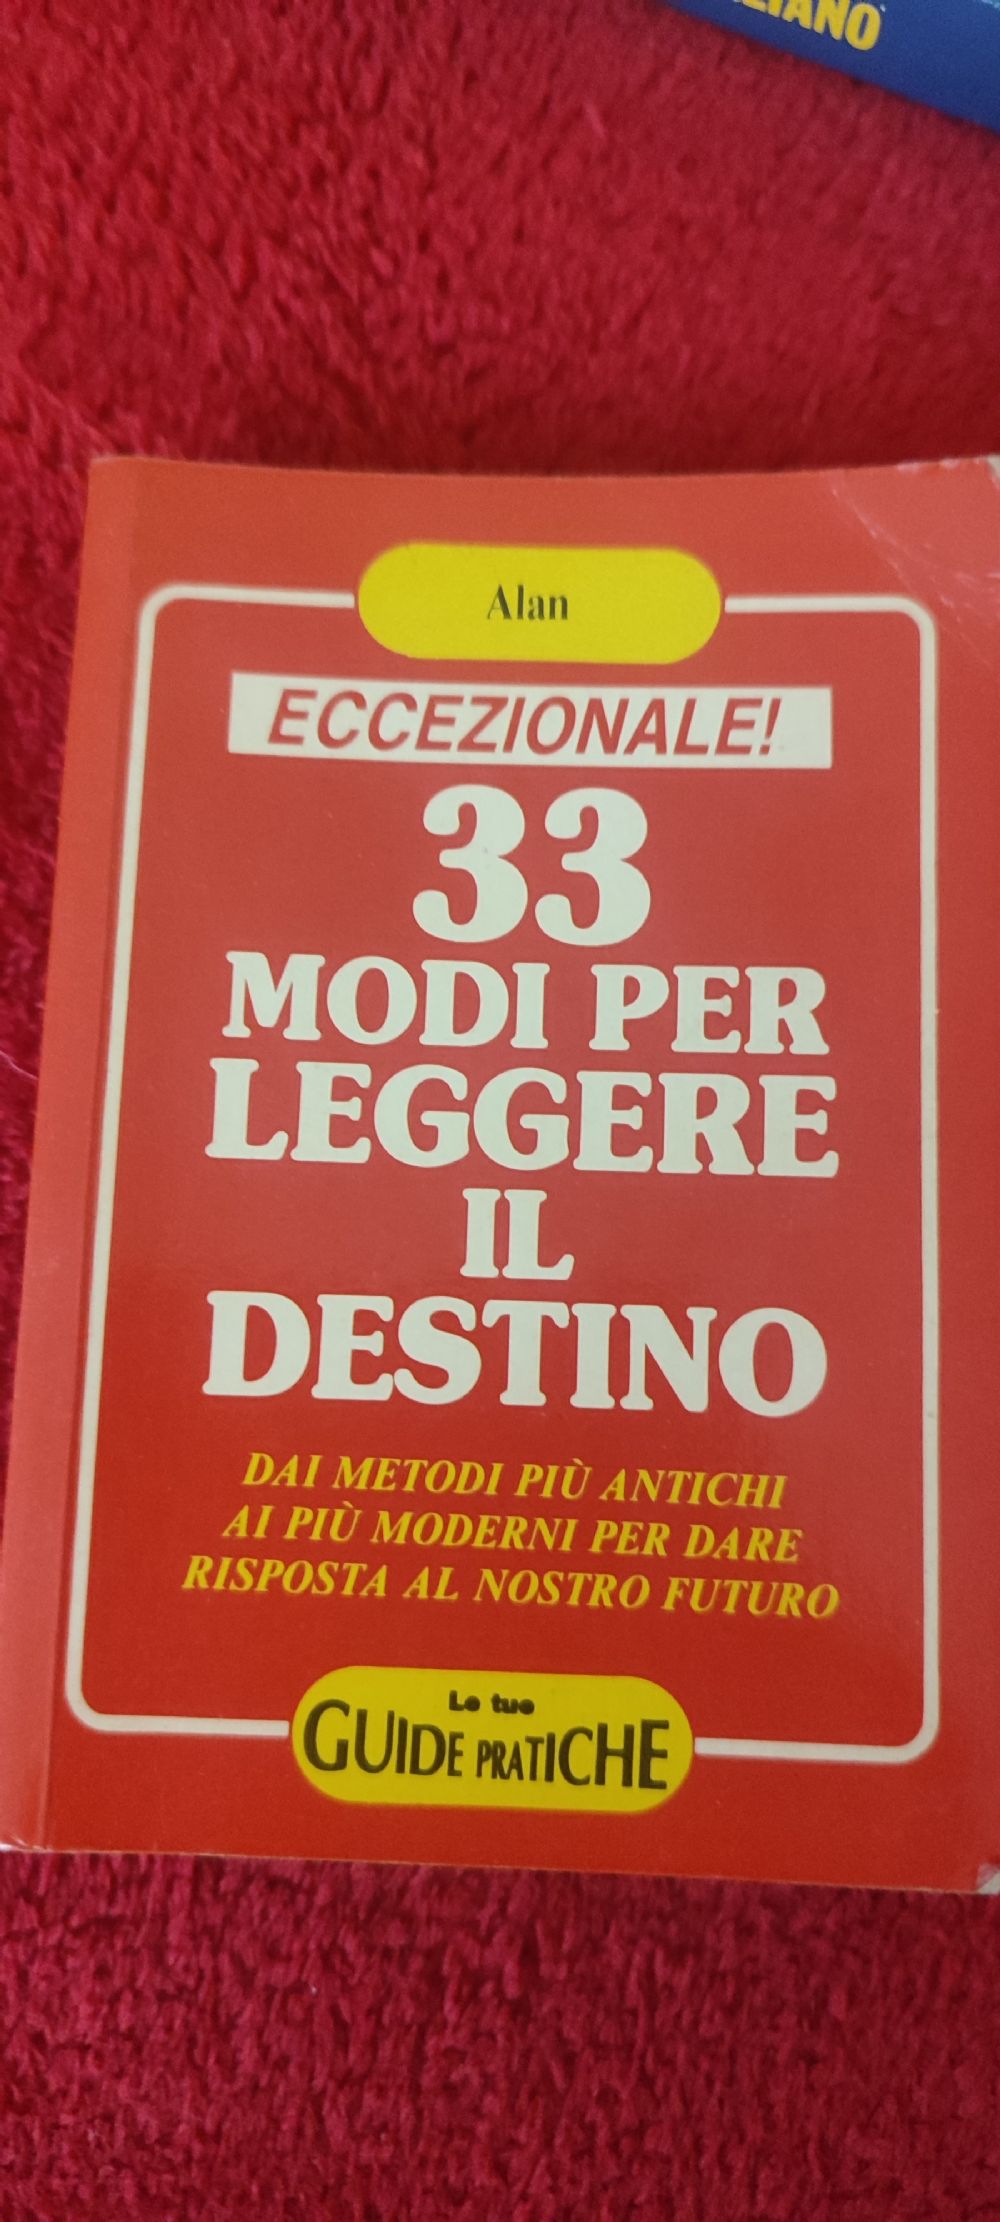 Alan
ECCEZIONALE!
33
MODI PER
LEGGERE
IL
DESTINO
DAI METODI PIÙ ANTICHI
AI PIÙ MODERNI PER DARE
RISPOSTA AL NOSTRO FUTURO
Le tue
GUIDE PRATICHE